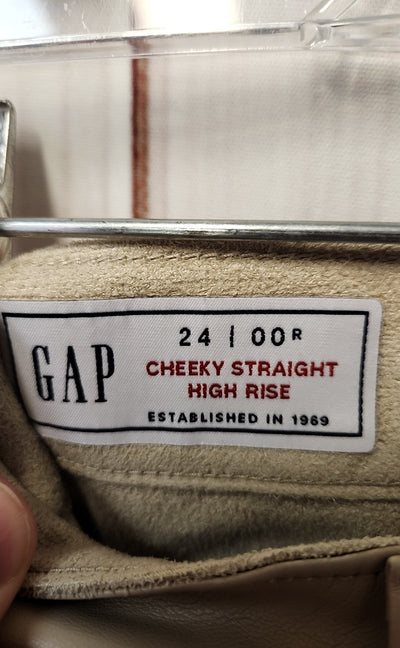 GAP
24 | 00R
CHEEKY STRAIGHT
HIGH RISE
ESTABLISHED IN 1969